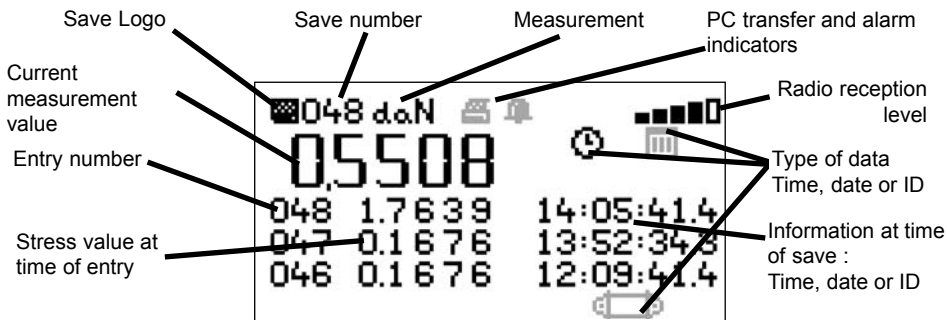 Save Logo
Save number
Measurement
PC transfer and alarm
indicators
Current
measurement
value
Radio reception
level
048 daN
0.5508
Entry number
Type of data
Time, date or ID
048 1.7639 14:05:41.4
047 0.1676 13:52:34.3
046 0.1676 12:09:41.4
Stress value at
time of entry
Information at time
of save :
Time, date or ID